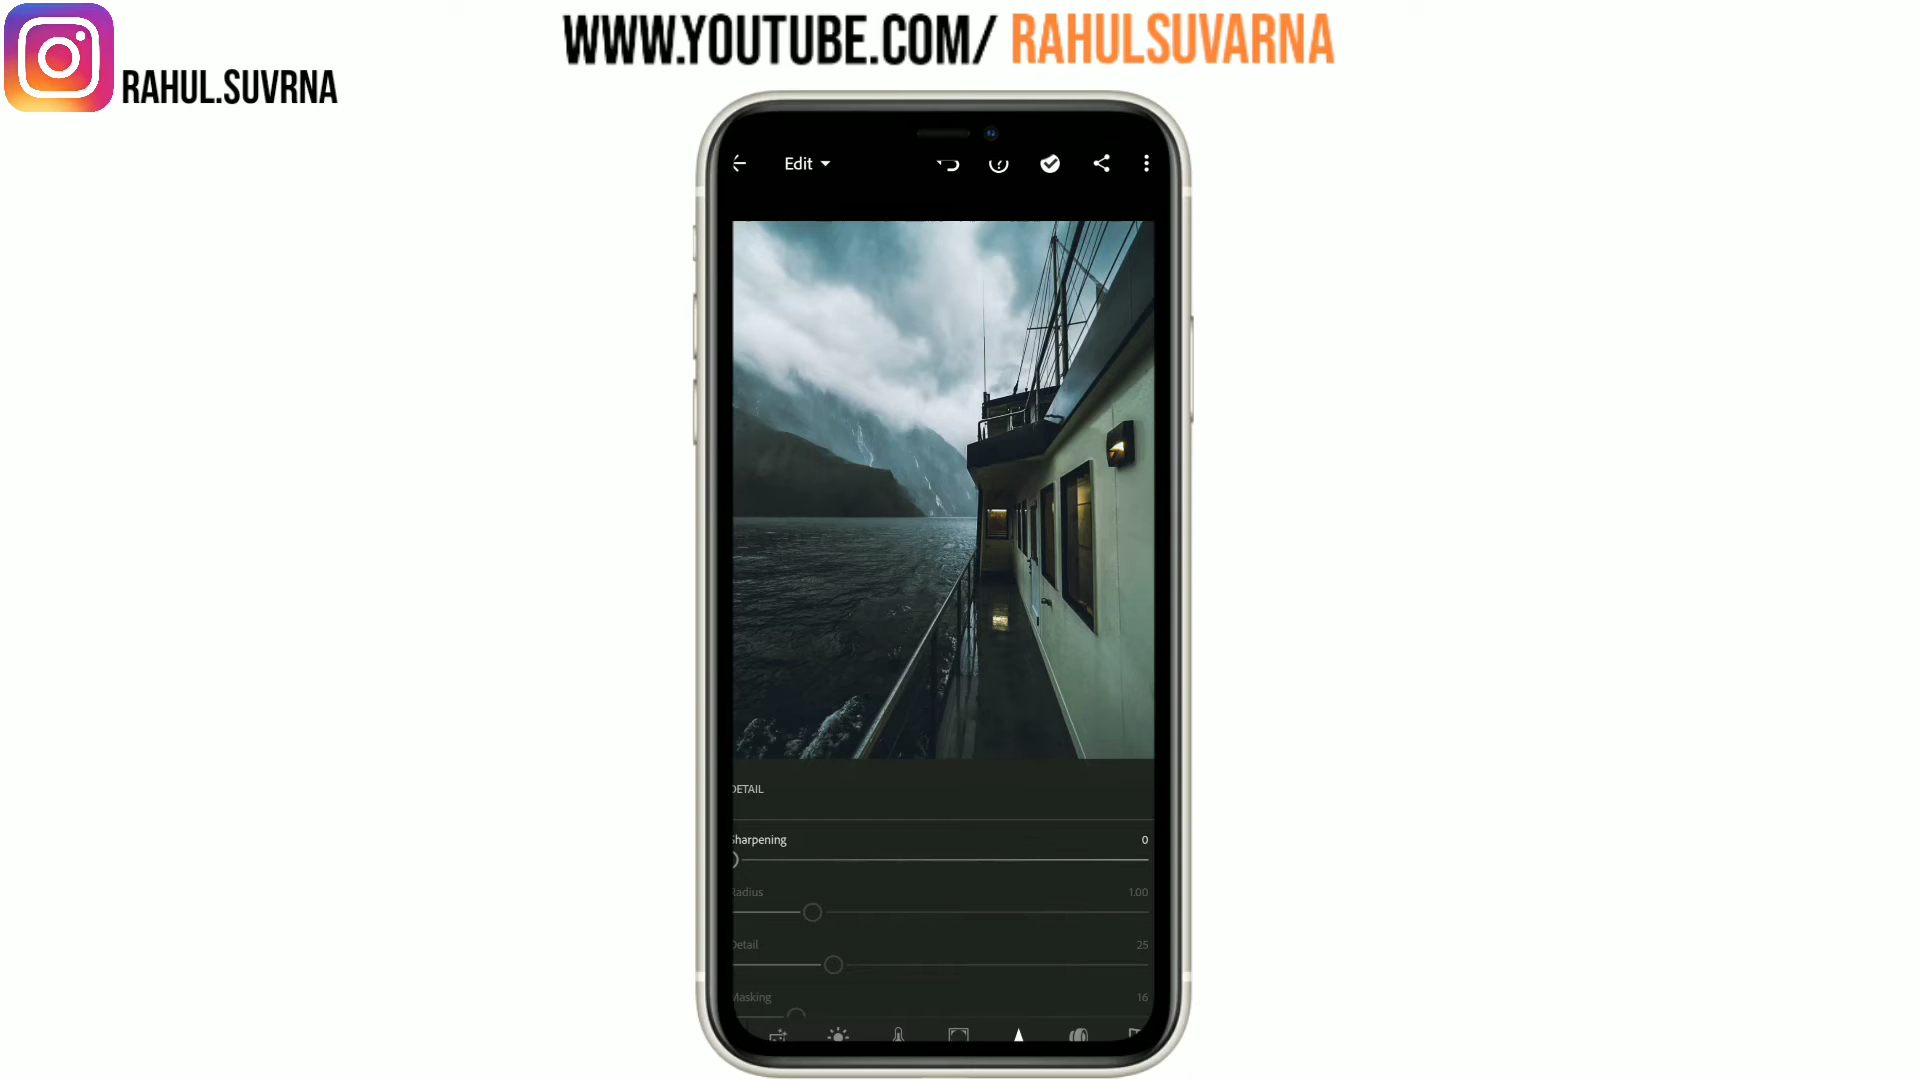 WWW.YOUTUBE.COM/ RAHULSUVARNA
RAHUL.SUVRNA
Edit
DETAIL
Sharpening 0
Radius 1.00
Detail 25
Masking 16